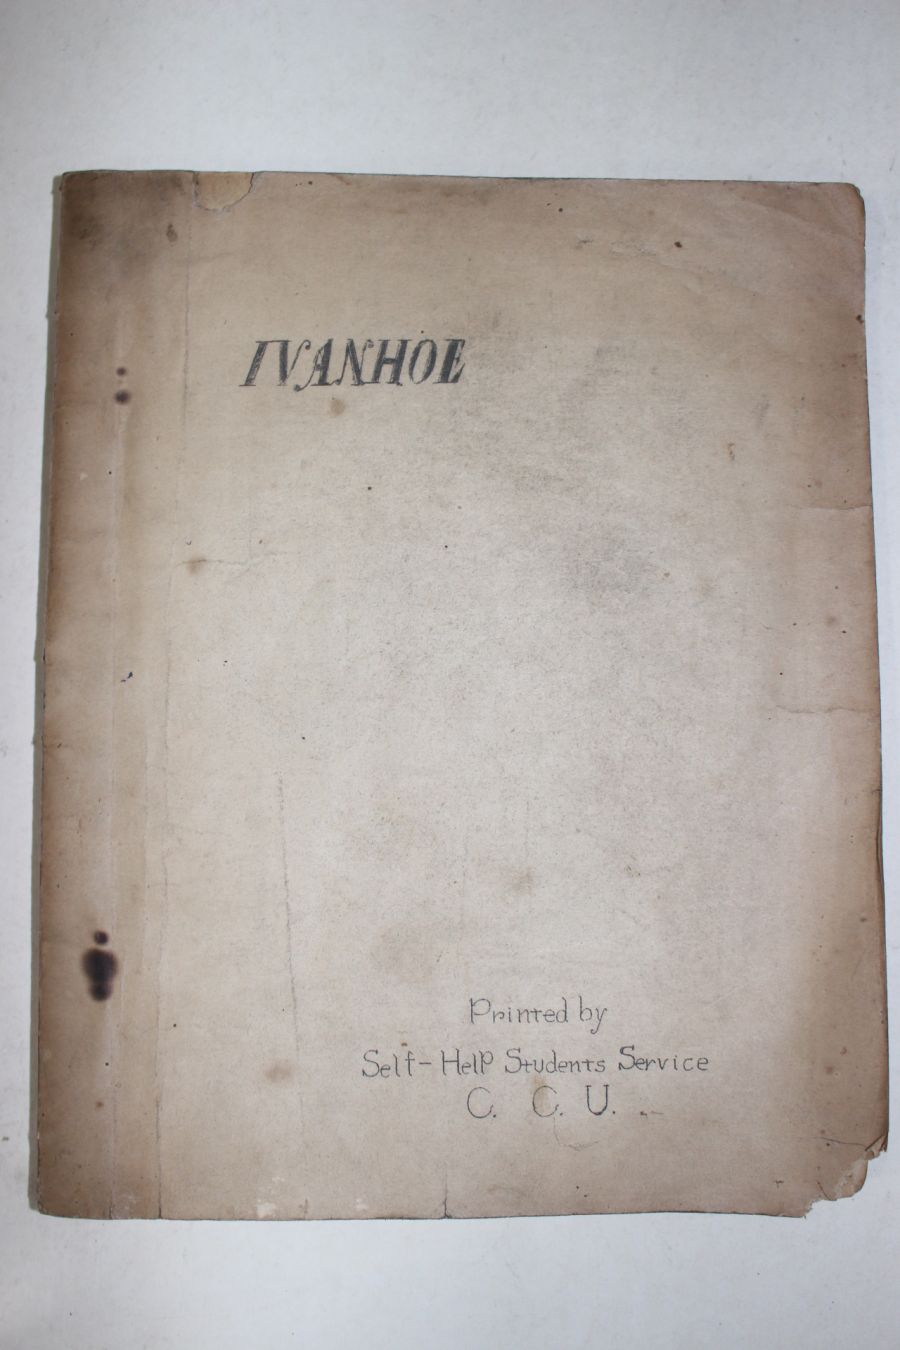 IVANHOE
Printed by
Self-Help Students Service
C. C. U.